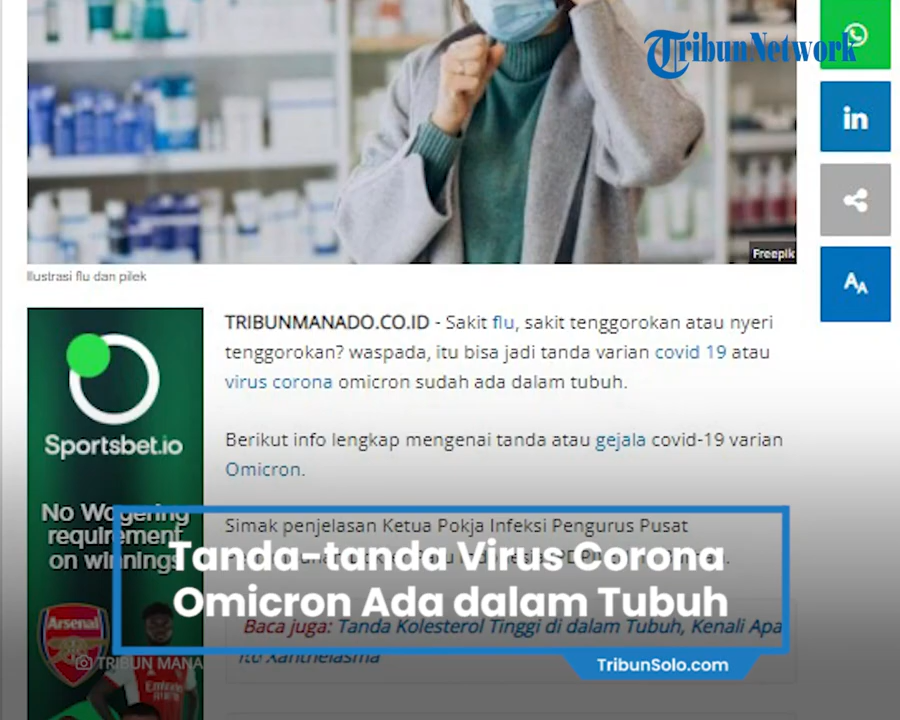 TribunNetwork
Freepik
Ilustrasi flu dan pilek
TRIBUNMANADO.CO.ID - Sakit flu, sakit tenggorokan atau nyeri
tenggorokan? waspada, itu bisa jadi tanda varian covid 19 atau
virus corona omicron sudah ada dalam tubuh.
Berikut info lengkap mengenai tanda atau gejala covid-19 varian
Omicron.
Simak penjelasan Ketua Pokja Infeksi Pengurus Pusat
Sportsbet.io
No Wagering
requirement
on winnings
Arsenal
Tanda-tanda Virus Corona
Omicron Ada dalam Tubuh
Baca juga: Tanda Kolesterol Tinggi di dalam Tubuh, Kenali Apa
itu Xanthelasma
TRIBUN MANA
TribunSolo.com